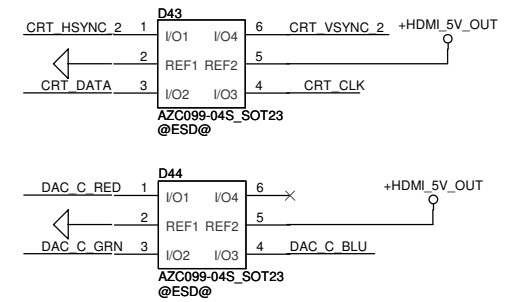 D43
CRT_HSYNC_2 1 I/O1 I/O4 6 CRT_VSYNC_2 +HDMI_5V_OUT
2 REF1 REF2 5
CRT_DATA 3 I/O2 I/O3 4 CRT_CLK
AZC099-04S_SOT23
@ESD@
D44
DAC_C_RED 1 I/O1 I/O4 6 +HDMI_5V_OUT
2 REF1 REF2 5
DAC_C_GRN 3 I/O2 I/O3 4 DAC_C_BLU
AZC099-04S_SOT23
@ESD@